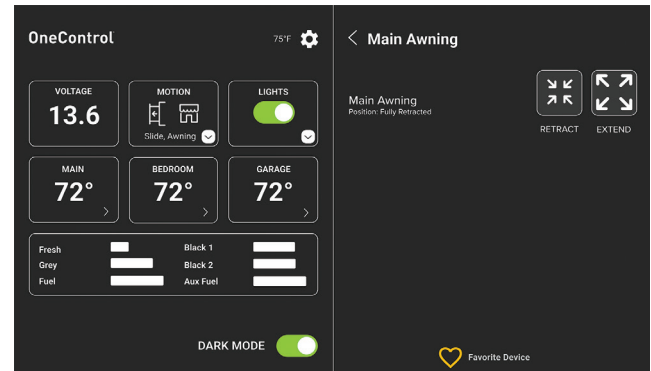 OneControl
75°F
VOLTAGE
13.6
MOTION
Slide, Awning
LIGHTS
MAIN
72°
BEDROOM
72°
GARAGE
72°
Fresh
Grey
Fuel
Black 1
Black 2
Aux Fuel
DARK MODE
Main Awning
Main Awning
Position: Fully Retracted
RETRACT
EXTEND
Favorite Device